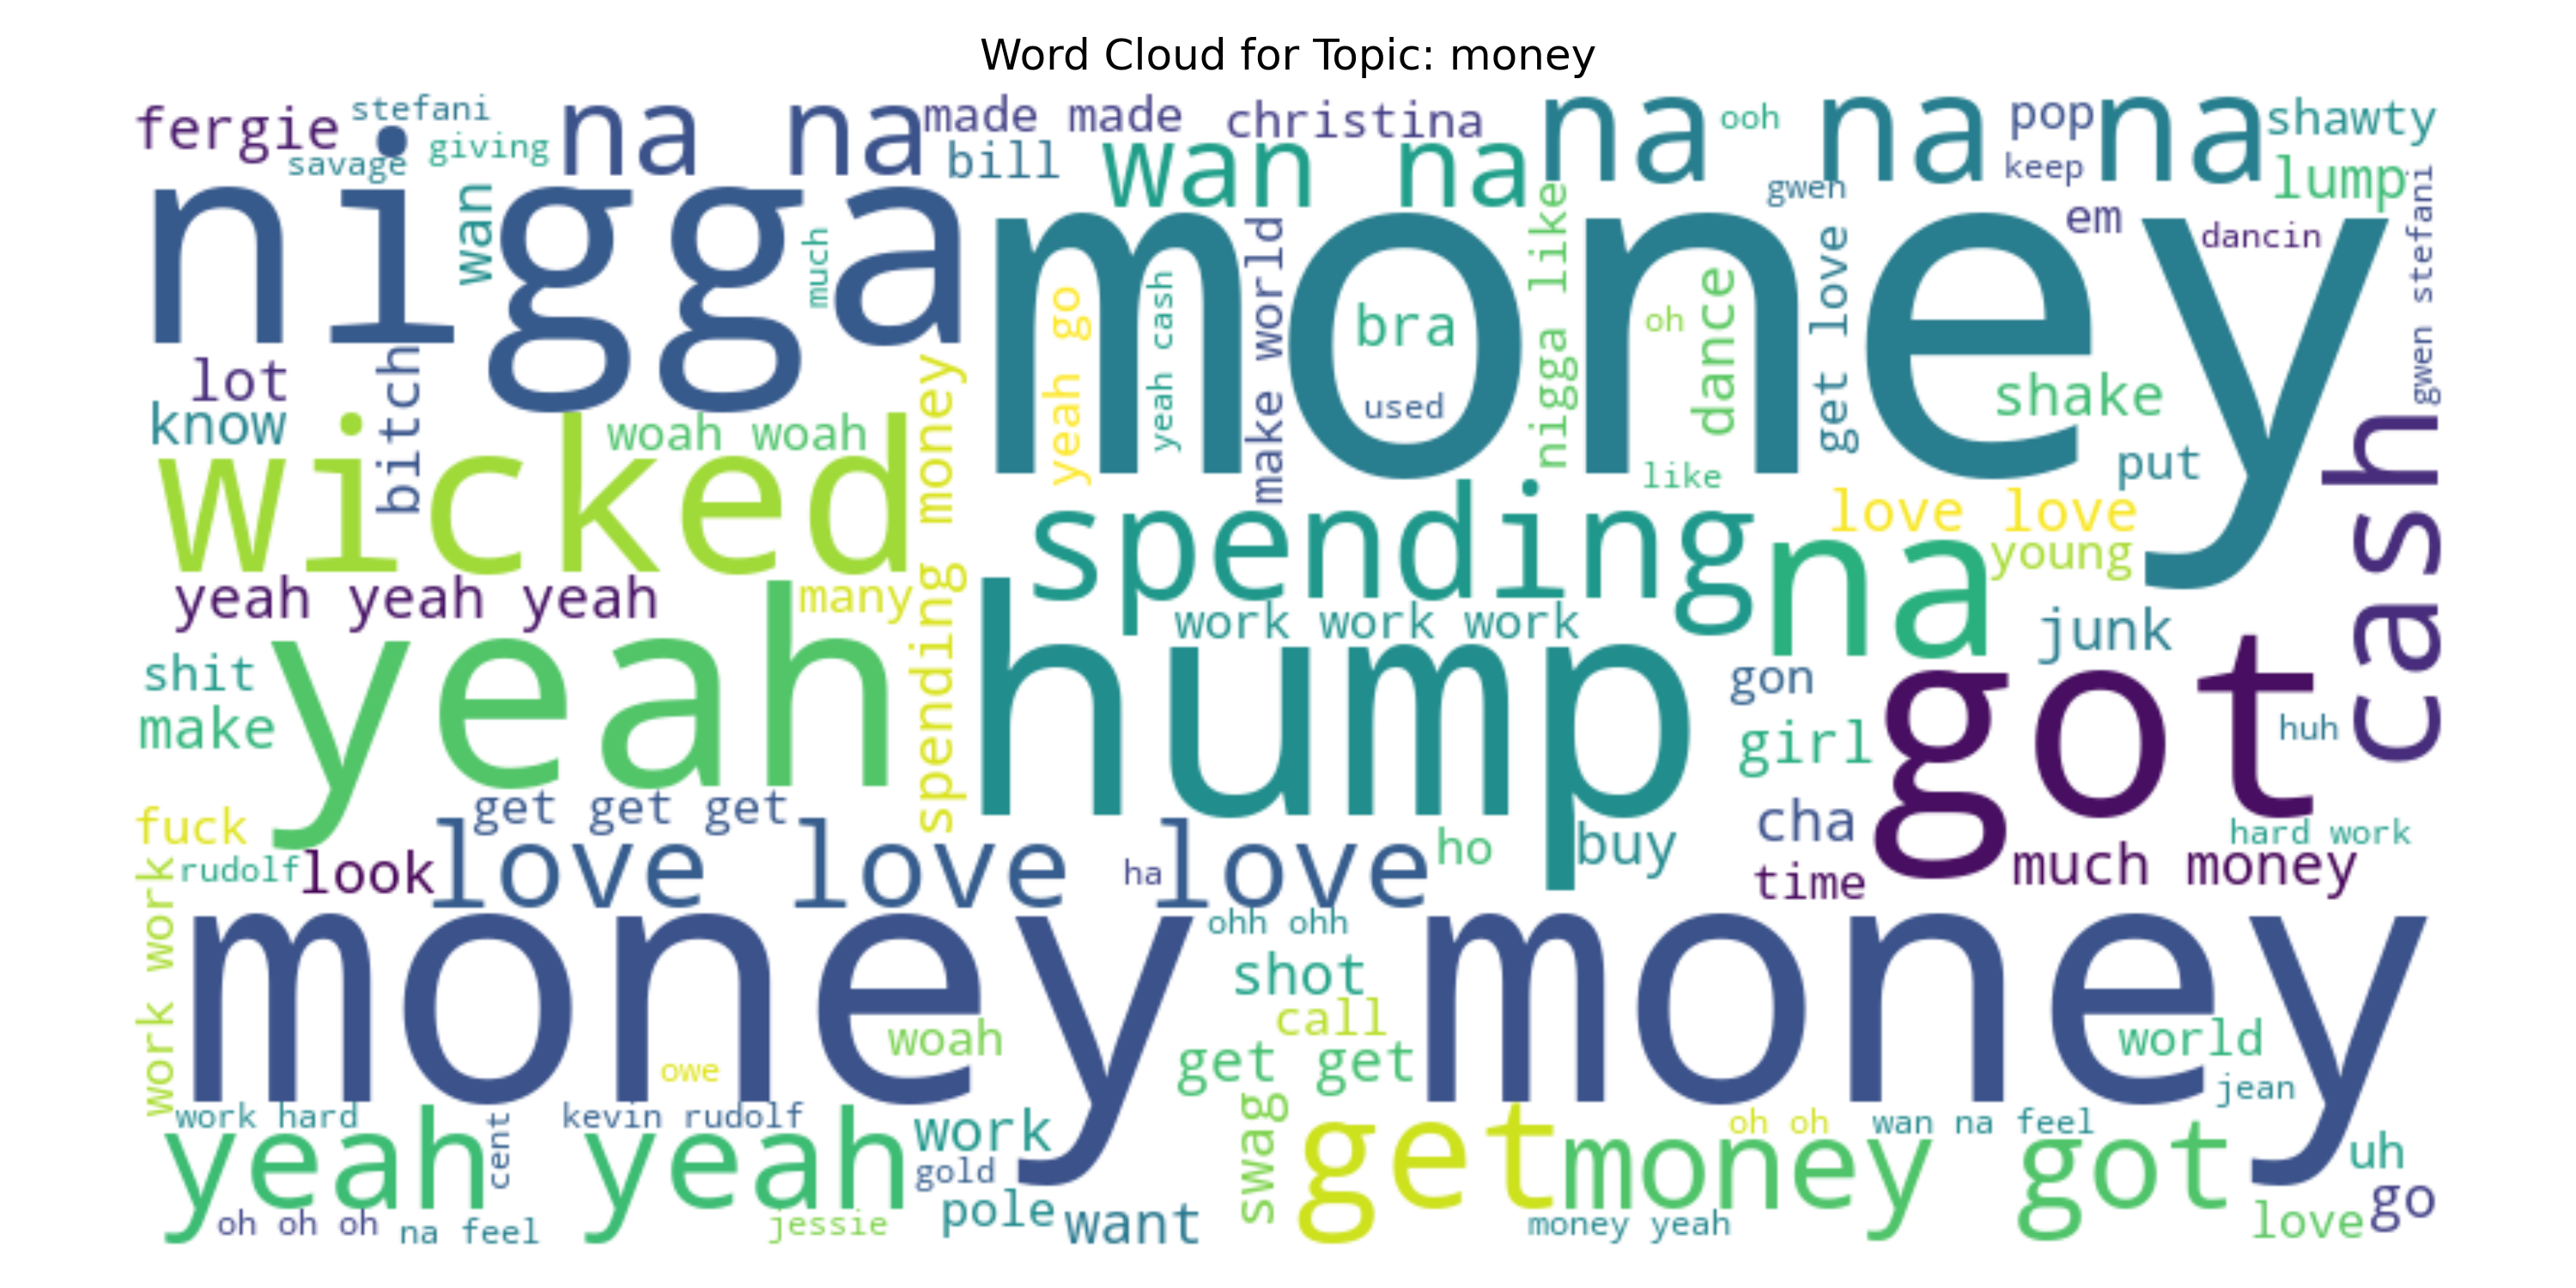 Word Cloud for Topic: money
fergie
stefani
savage
giving
na na
made made
bill
christina
wan na
na na na
ooh
gwen
pop
keep
shawty
lump
em
dancin
gwen stefani
nigga
wan
much
money
yeah go
yeah cash
make world
bra
used
nigga like
oh
dance
like
get love
shake
put
cash
lot
know
bitch
wicked
woah woah
spending money
spending
love love
young
na
junk
yeah yeah yeah
many
work work work
hump
shit
make
yeah
gon
girl
got
huh
cha
time
hard work
much money
fuck
get get get
rudolf
look
love love love
ha
ho
buy
work work
money money
ohh ohh
shot
call
get get
woah
owe
world
jean
work hard
kevin rudolf
yeah yeah
cent
work
gold
pole
want
swag
get
oh oh
wan na feel
money got
uh
go
love
oh oh oh
na feel
jessie
money yeah